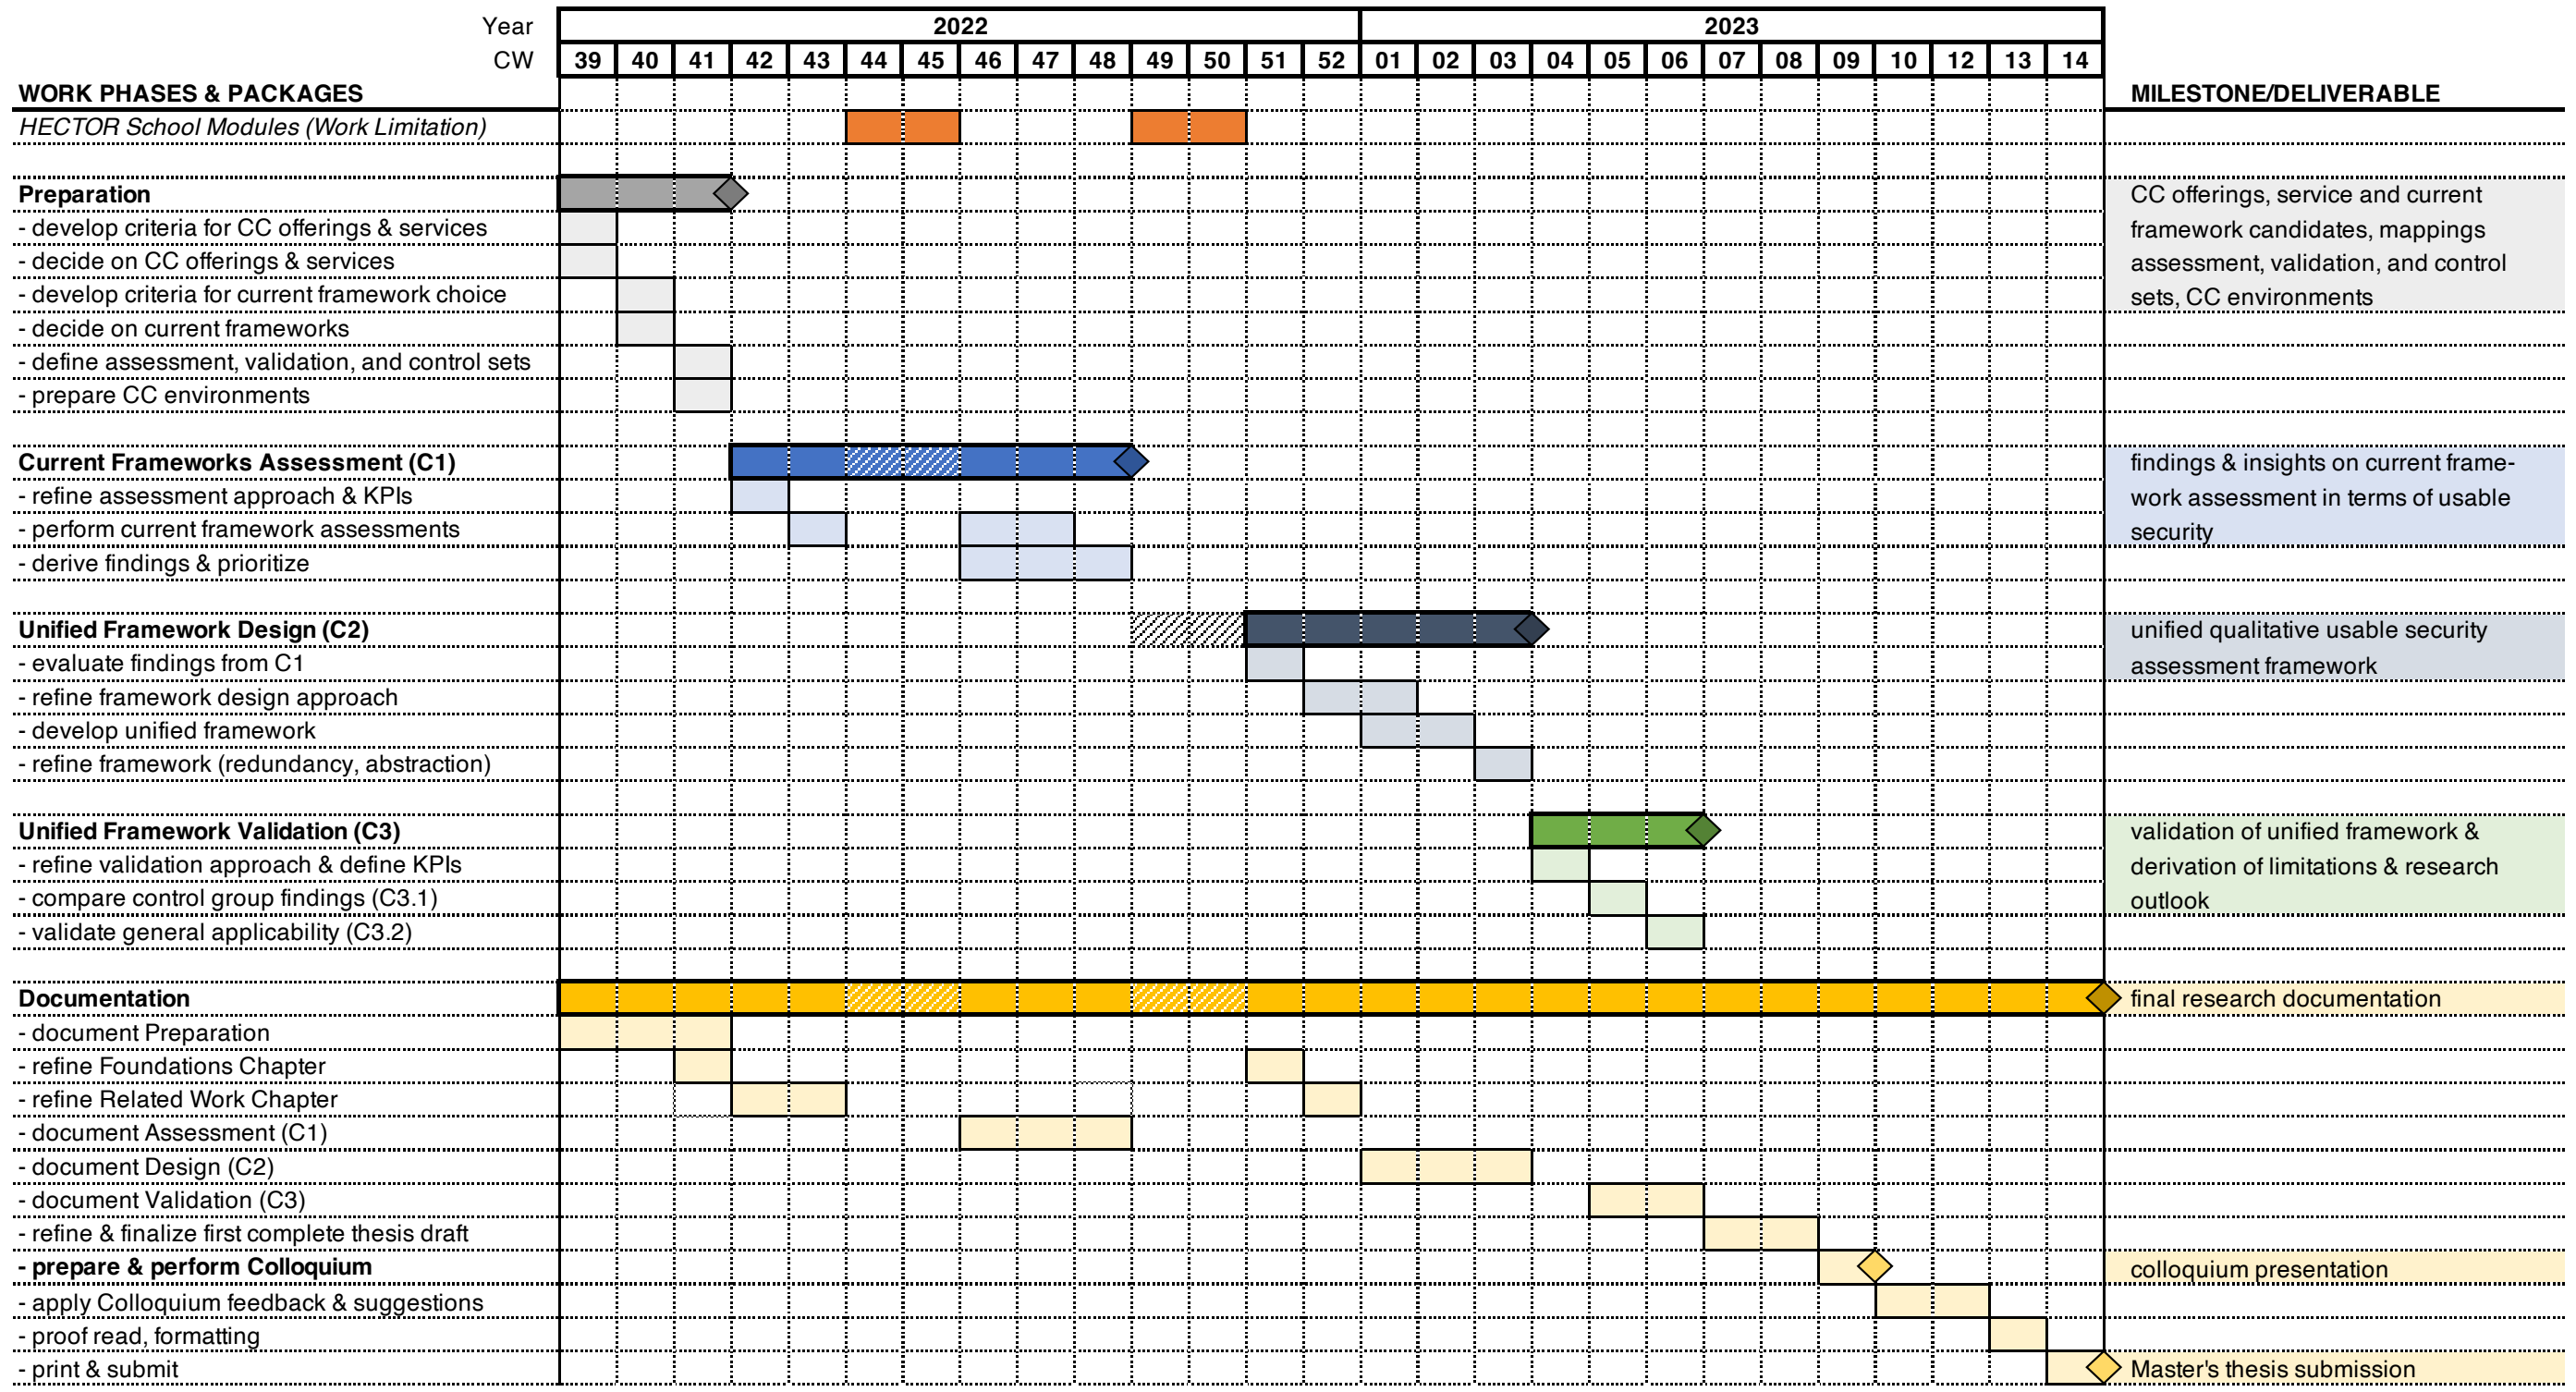 Year 2022 2023
CW 39 40 41 42 43 44 45 46 47 48 49 50 51 52 01 02 03 04 05 06 07 08 09 10 12 13 14
WORK PHASES & PACKAGES MILESTONE/DELIVERABLE
HECTOR School Modules (Work Limitation)
Preparation CC offerings, service and current
- develop criteria for CC offerings & services framework candidates, mappings
- decide on CC offerings & services assessment, validation, and control
- develop criteria for current framework choice sets, CC environments
- decide on current frameworks
- define assessment, validation, and control sets
- prepare CC environments
Current Frameworks Assessment (C1) findings & insights on current frame-
- refine assessment approach & KPIs work assessment in terms of usable
- perform current framework assessments security
- derive findings & prioritize
Unified Framework Design (C2) unified qualitative usable security
- evaluate findings from C1 assessment framework
- refine framework design approach
- develop unified framework
- refine framework (redundancy, abstraction)
Unified Framework Validation (C3) validation of unified framework &
- refine validation approach & define KPIs derivation of limitations & research
- compare control group findings (C3.1) outlook
- validate general applicability (C3.2)
Documentation final research documentation
- document Preparation
- refine Foundations Chapter
- refine Related Work Chapter
- document Assessment (C1)
- document Design (C2)
- document Validation (C3)
- refine & finalize first complete thesis draft
- prepare & perform Colloquium colloquium presentation
- apply Colloquium feedback & suggestions
- proof read, formatting
- print & submit Master's thesis submission